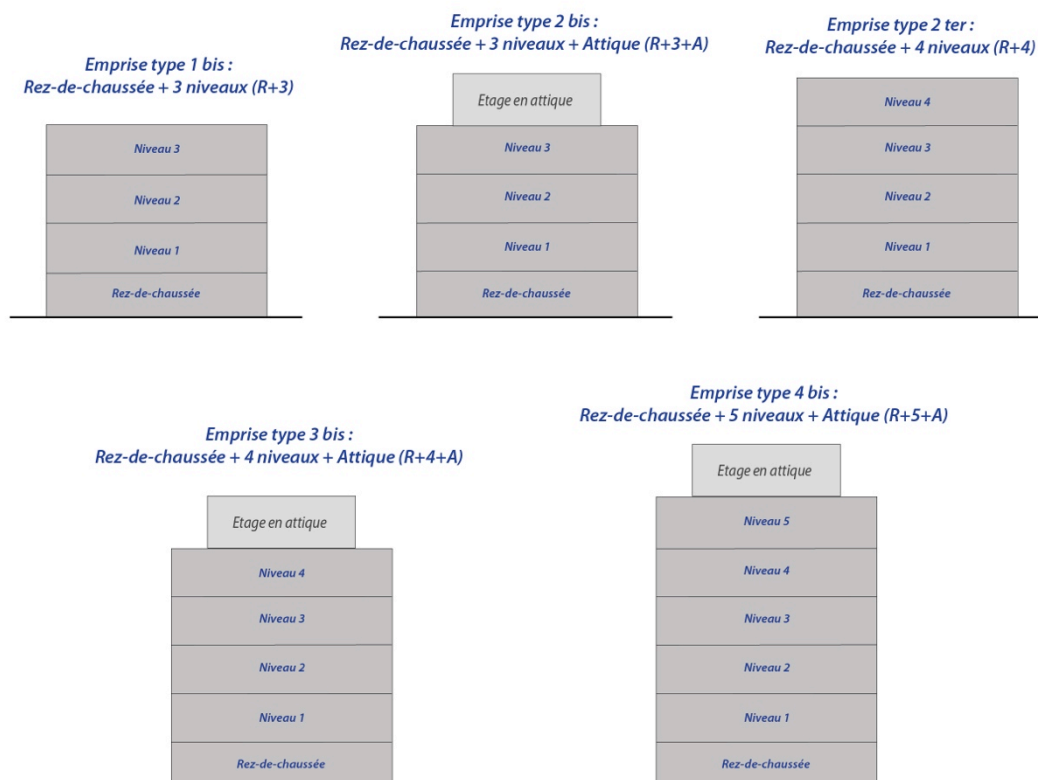 Emprise type 1 bis :
Rez-de-chaussée + 3 niveaux (R+3)
Niveau 3
Niveau 2
Niveau 1
Rez-de-chaussée
Emprise type 2 bis :
Rez-de-chaussée + 3 niveaux + Attique (R+3+A)
Etage en attique
Niveau 3
Niveau 2
Niveau 1
Rez-de-chaussée
Emprise type 2 ter :
Rez-de-chaussée + 4 niveaux (R+4)
Niveau 4
Niveau 3
Niveau 2
Niveau 1
Rez-de-chaussée
Emprise type 3 bis :
Rez-de-chaussée + 4 niveaux + Attique (R+4+A)
Etage en attique
Niveau 4
Niveau 3
Niveau 2
Niveau 1
Rez-de-chaussée
Emprise type 4 bis :
Rez-de-chaussée + 5 niveaux + Attique (R+5+A)
Etage en attique
Niveau 5
Niveau 4
Niveau 3
Niveau 2
Niveau 1
Rez-de-chaussée